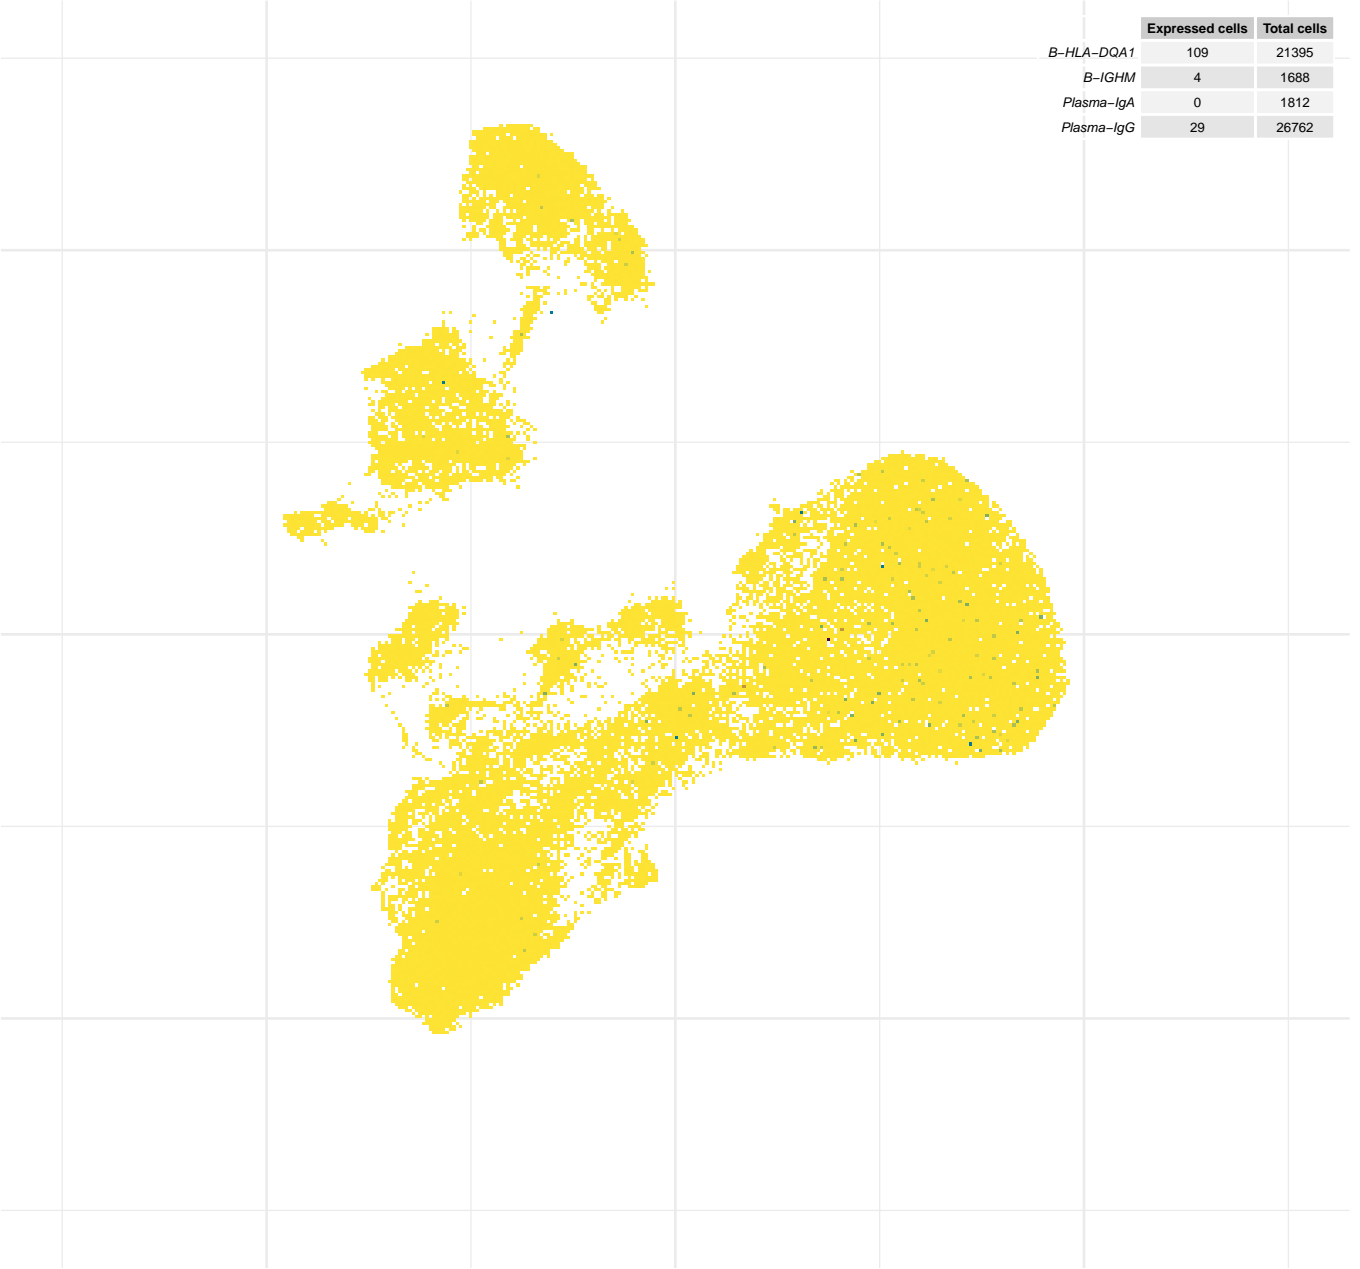 Expressed cells Total cells
B−HLA−DQA1 109 21395
B−IGHM 4 1688
Plasma−IgA 0 1812
Plasma−IgG 29 26762